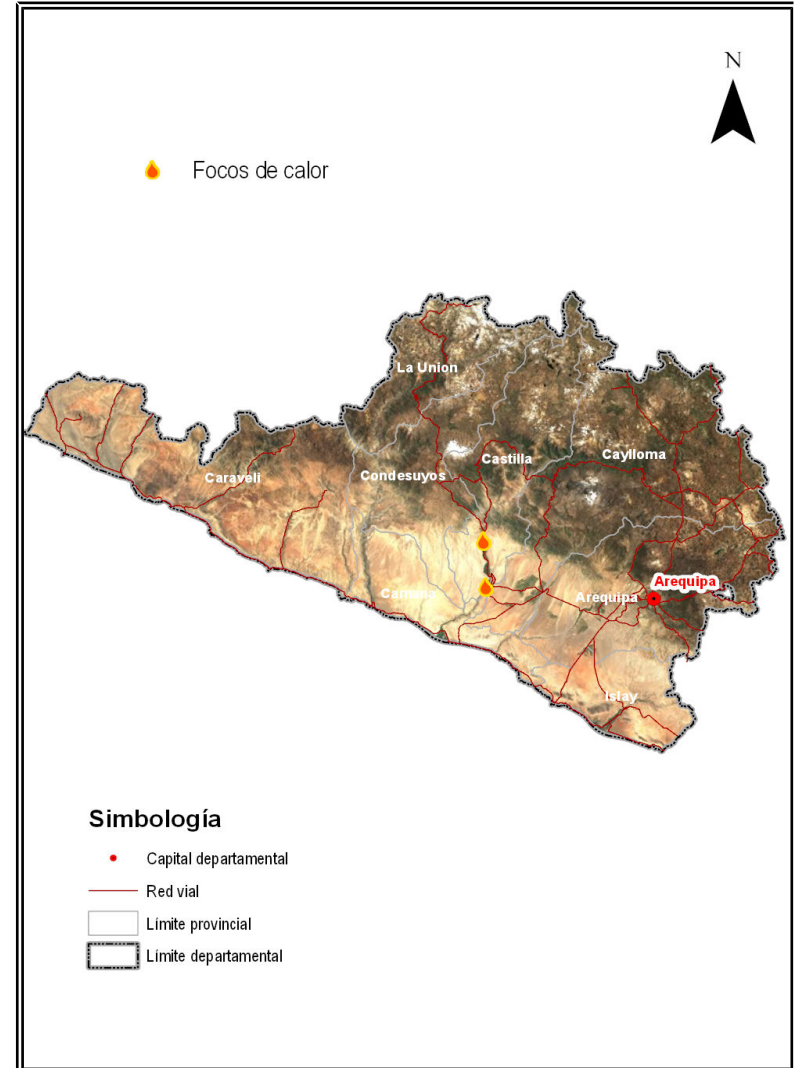 N
Focos de calor
La Union
Castilla
Caylloma
Caraveli
Condesuyos
Arequipa
Camana
Arequipa
Islay
Simbología
Capital departamental
Red vial
Límite provincial
Límite departamental